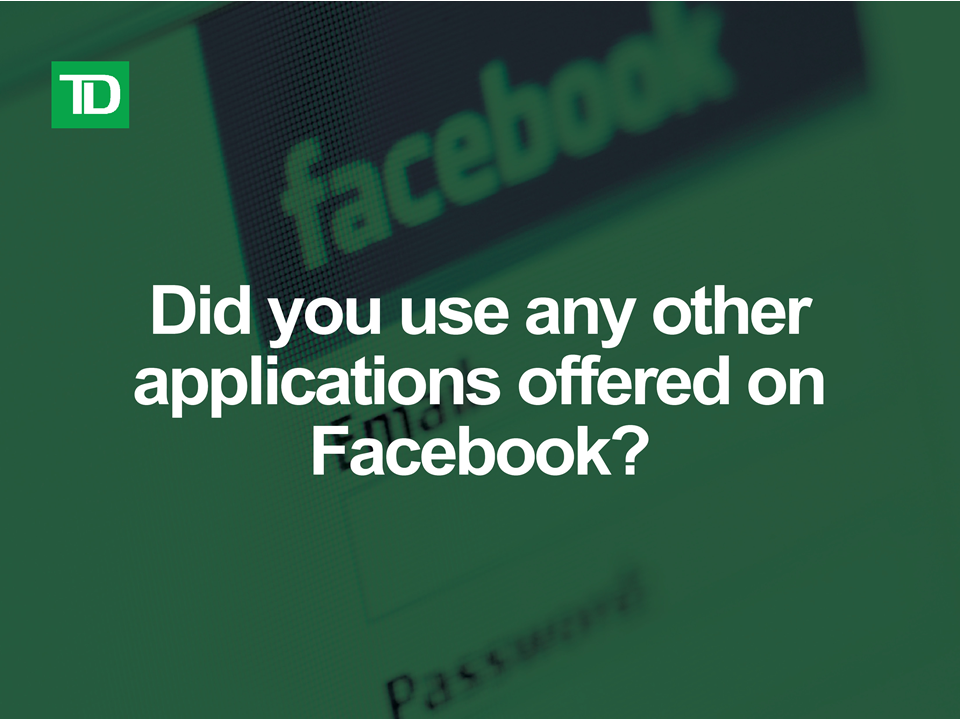 TD
facebook
Did you use any other
applications offered on
Email
Facebook?
Password